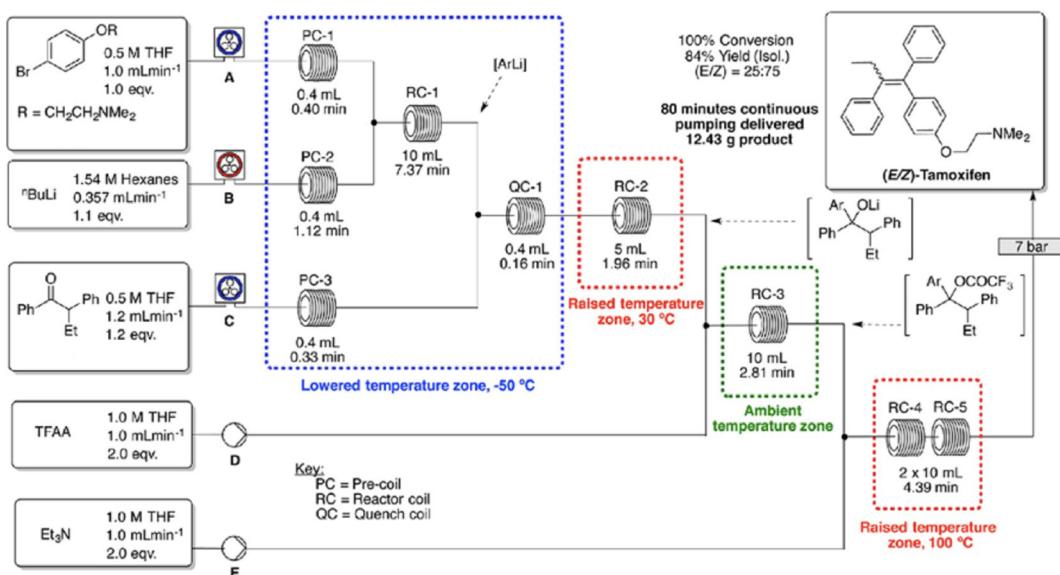 OR
Br
0.5 M THF
1.0 mLmin⁻¹
1.0 eqv.
R = CH₂CH₂NMe₂
A
PC-1
0.4 mL
0.40 min
RC-1
10 mL
7.37 min
[ArLi]
100% Conversion
84% Yield (Isol.)
(E/Z) = 25:75
80 minutes continuous
pumping delivered
12.43 g product
NMe₂
O
(E/Z)-Tamoxifen
ⁿBuLi
1.54 M Hexanes
0.357 mLmin⁻¹
1.1 eqv.
B
PC-2
0.4 mL
1.12 min
QC-1
0.4 mL
0.16 min
RC-2
5 mL
1.96 min
Raised temperature
zone, 30 ºC
Ar OLi
Ph
Ph
Et
7 bar
O
Ph
Ph
Et
0.5 M THF
1.2 mLmin⁻¹
1.2 eqv.
C
PC-3
0.4 mL
0.33 min
Lowered temperature zone, -50 ºC
RC-3
10 mL
2.81 min
Ambient
temperature zone
Ar OCOCF₃
Ph
Ph
Et
TFAA
1.0 M THF
1.0 mLmin⁻¹
2.0 eqv.
D
RC-4 RC-5
2 x 10 mL
4.39 min
Raised temperature
zone, 100 ºC
Key:
PC = Pre-coil
RC = Reactor coil
QC = Quench coil
Et₃N
1.0 M THF
1.0 mLmin⁻¹
2.0 eqv.
E